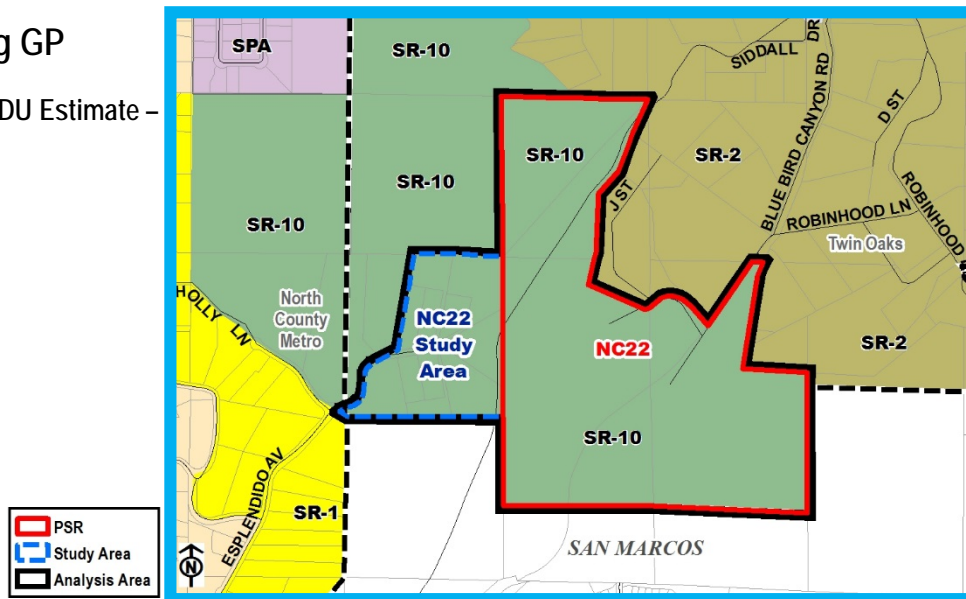 g GP
DU Estimate –
SPA
SR-10
SIDDALL DR
BLUE BIRD CANYON RD
D ST
SR-10
SR-2
SR-10
J ST
ROBINHOOD LN
ROBINHOOD
SR-10
Twin Oaks
HOLLY LN
North
County
Metro
NC22
Study
Area
NC22
SR-2
SR-10
ESPLENDIDO AV
SR-1
PSR
Study Area
Analysis Area
N
SAN MARCOS